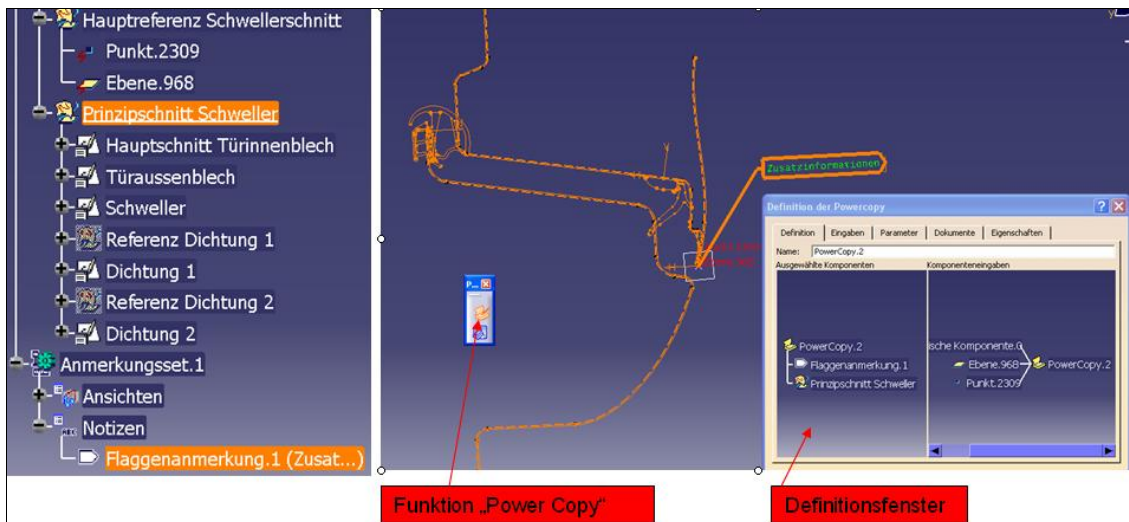 Hauptreferenz Schwellerschnitt
Punkt.2309
Ebene.968
Prinzipschnitt Schweller
Hauptschnitt Türinnenblech
Türaussenblech
Schweller
Referenz Dichtung 1
Dichtung 1
Referenz Dichtung 2
Dichtung 2
Anmerkungsset.1
Ansichten
Notizen
Flaggenanmerkung.1 (Zusat...)
y
Zusatzinformationen
P...
Definition der Powercopy
Definition Eingaben Parameter Dokumente Eigenschaften
Name: PowerCopy.2
Ausgewählte Komponenten Komponenteneingaben
PowerCopy.2
Flaggenanmerkung.1
Prinzipschnitt Schweller
ische Komponente.G
Ebene.968
PowerCopy.2
Punkt.2309
Funktion „Power Copy“
Definitionsfenster